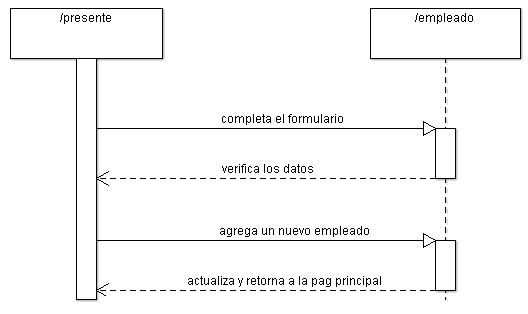 /presente
/empleado
completa el formulario
verifica los datos
agrega un nuevo empleado
actualiza y retorna a la pag principal